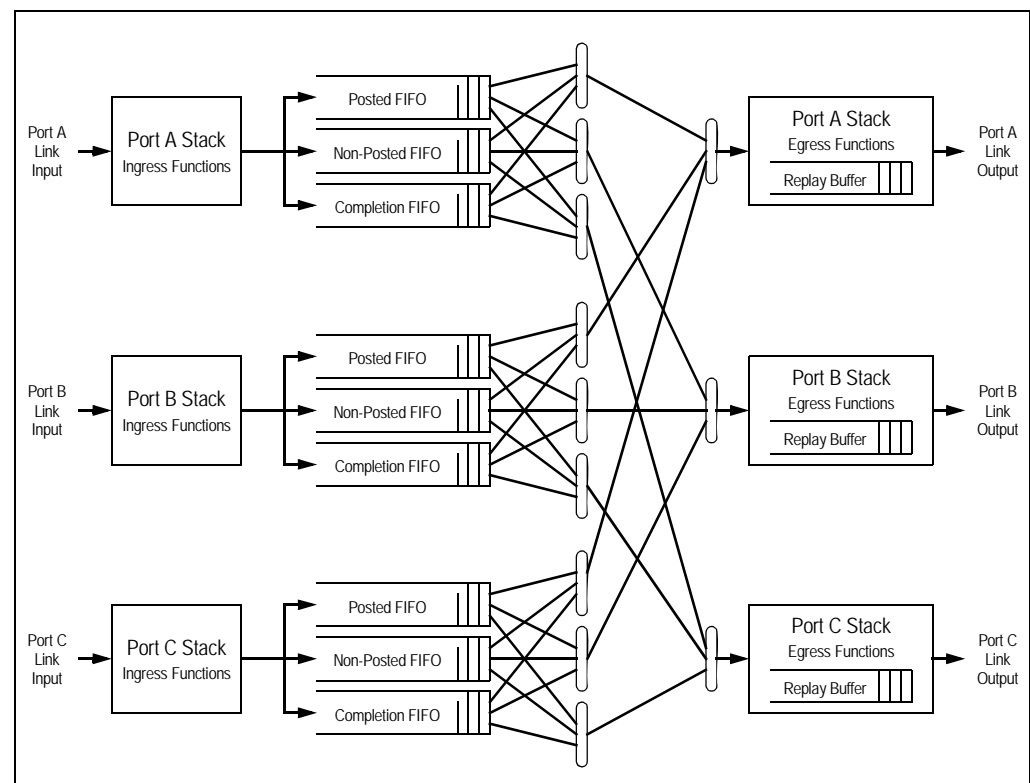 Port A
Link
Input
Port A Stack
Ingress Functions
Posted FIFO
Non-Posted FIFO
Completion FIFO
Port A Stack
Egress Functions
Replay Buffer
Port A
Link
Output
Port B
Link
Input
Port B Stack
Ingress Functions
Posted FIFO
Non-Posted FIFO
Completion FIFO
Port B Stack
Egress Functions
Replay Buffer
Port B
Link
Output
Port C
Link
Input
Port C Stack
Ingress Functions
Posted FIFO
Non-Posted FIFO
Completion FIFO
Port C Stack
Egress Functions
Replay Buffer
Port C
Link
Output